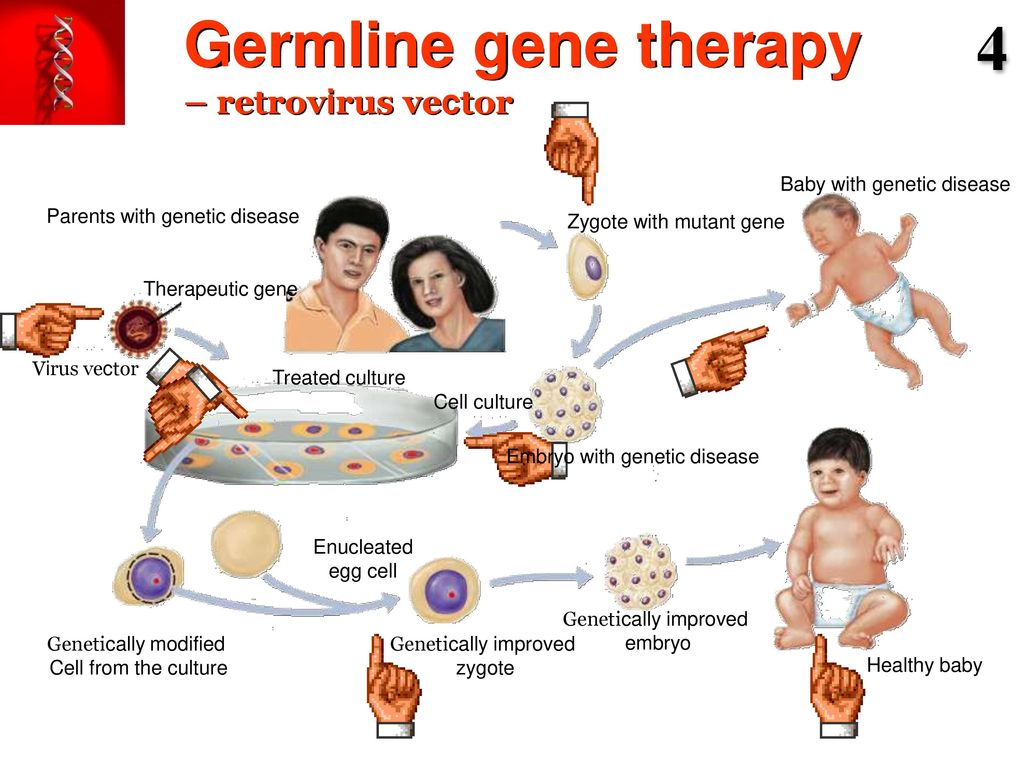 Germline gene therapy
4
– retrovirus vector
Baby with genetic disease
Parents with genetic disease
Zygote with mutant gene
Therapeutic gene
Virus vector
Treated culture
Cell culture
Embryo with genetic disease
Enucleated
egg cell
Genetically improved
embryo
Genetically modified
Cell from the culture
Genetically improved
zygote
Healthy baby